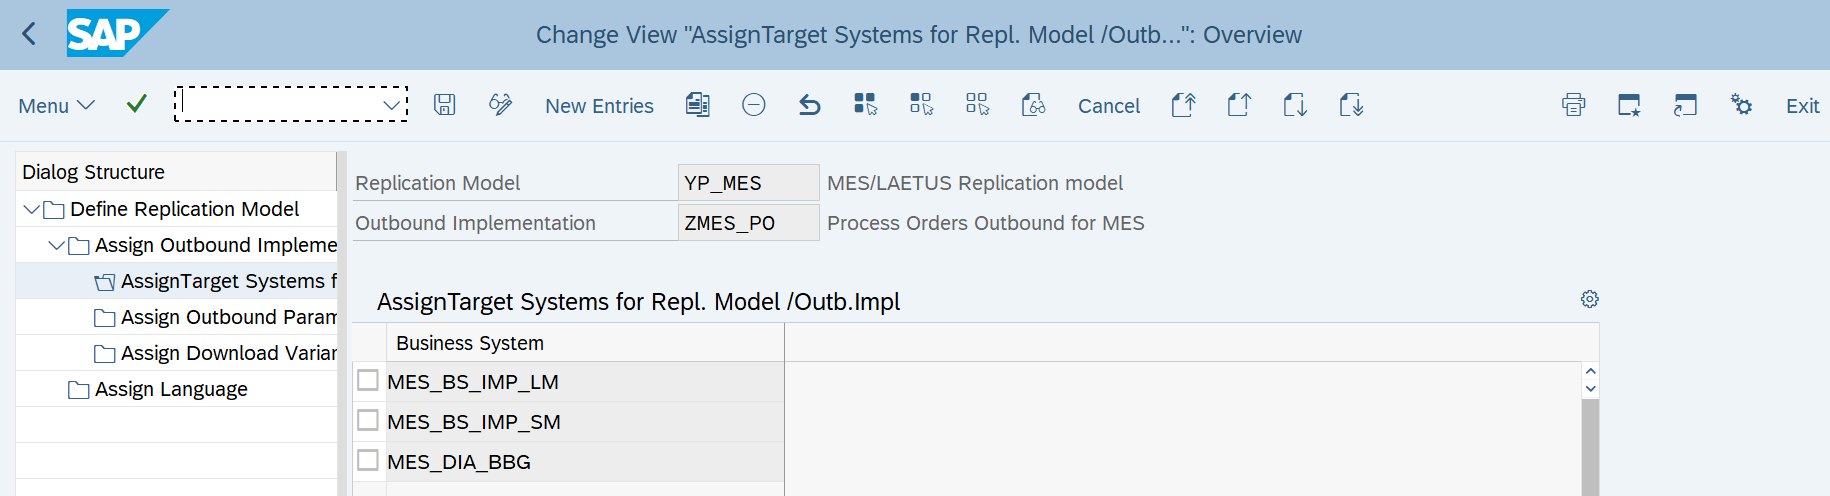 SAP
Change View "AssignTarget Systems for Repl. Model /Outb...": Overview
Menu New Entries Cancel Exit
Dialog Structure
Define Replication Model
Assign Outbound Impleme
AssignTarget Systems f
Assign Outbound Param
Assign Download Varian
Assign Language
Replication Model YP_MES MES/LAETUS Replication model
Outbound Implementation ZMES_PO Process Orders Outbound for MES
AssignTarget Systems for Repl. Model /Outb.Impl
Business System
MES_BS_IMP_LM
MES_BS_IMP_SM
MES_DIA_BBG